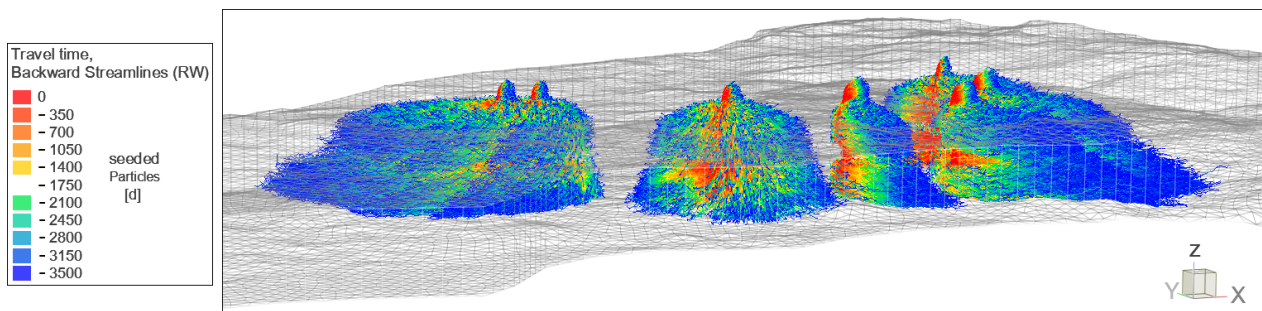 Travel time,
Backward Streamlines (RW)
0
- 350
- 700
- 1050
- 1400
- 1750
- 2100
- 2450
- 2800
- 3150
- 3500
seeded
Particles
[d]
Z
Y
X